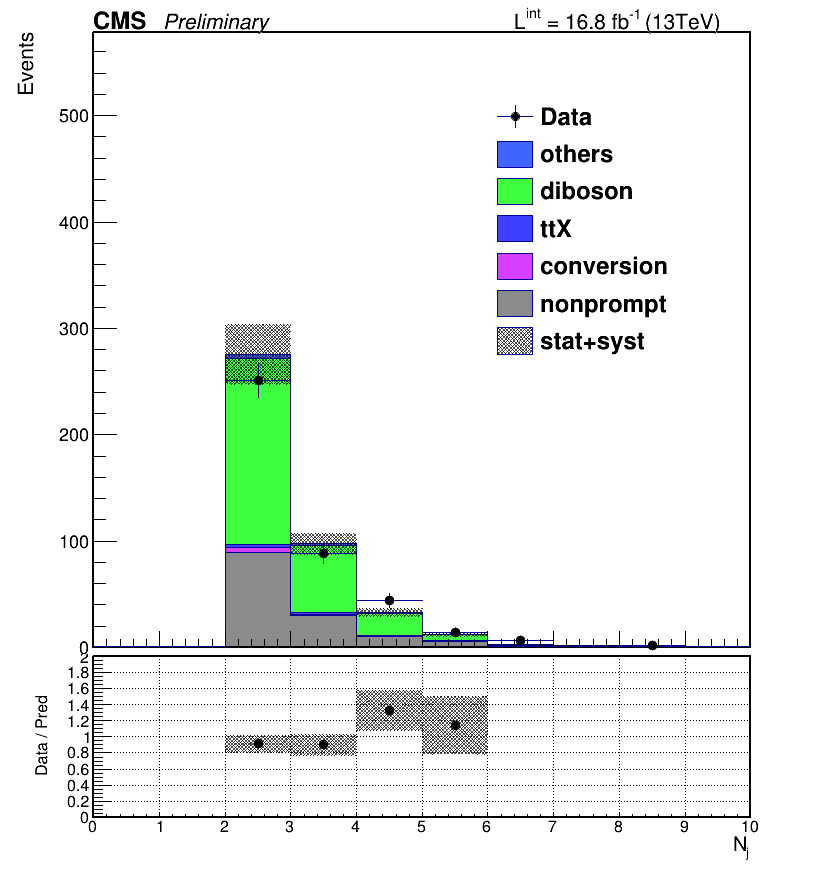 CMS Preliminary L^int = 16.8 fb^-1 (13TeV)
Events
500
400
300
200
100
0
Data
others
diboson
ttX
conversion
nonprompt
stat+syst
Data / Pred
2
1.8
1.6
1.4
1.2
1
0.8
0.6
0.4
0.2
0
0 1 2 3 4 5 6 7 8 9 10
N_j